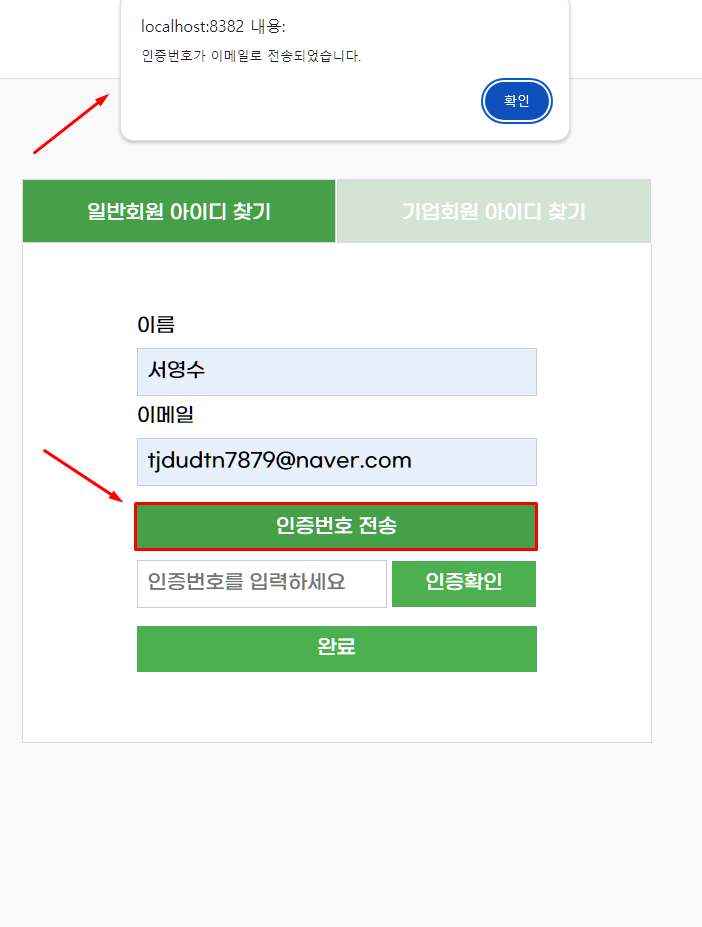 localhost:8382 내용:
인증번호가 이메일로 전송되었습니다.
확인
일반회원 아이디 찾기
기업회원 아이디 찾기
이름
서영수
이메일
tjdudtn7879@naver.com
인증번호 전송
인증번호를 입력하세요
인증확인
완료